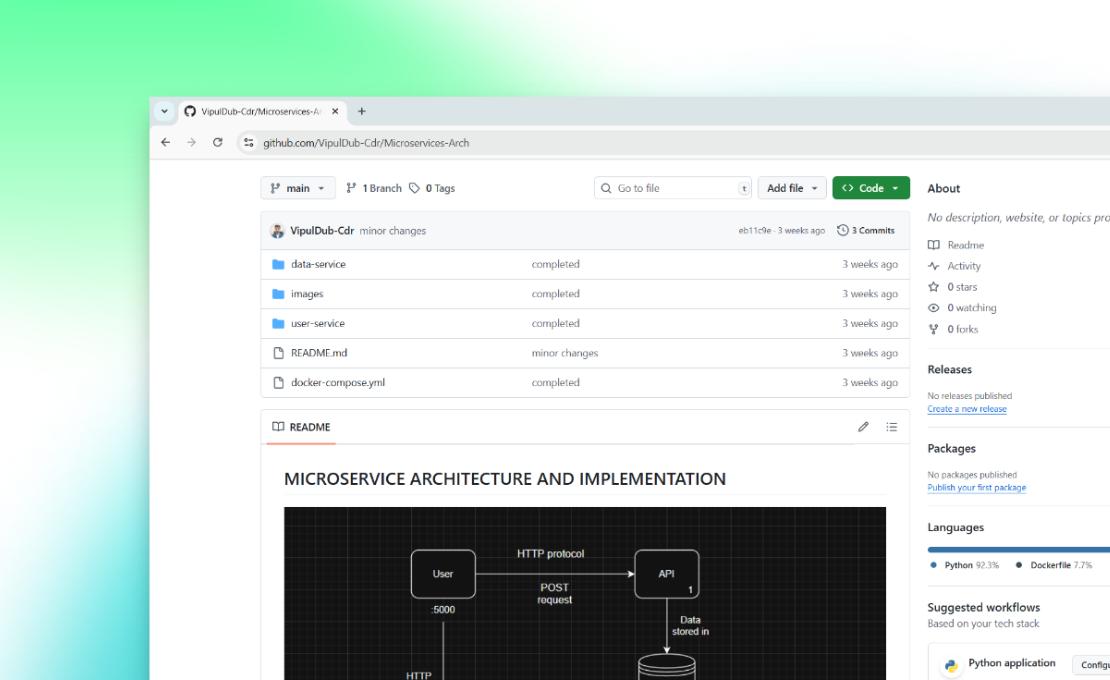 VipulDub-Cdr/Microservices-Ar
github.com/VipulDub-Cdr/Microservices-Arch
main 1 Branch 0 Tags Go to file t Add file Code
VipulDub-Cdr minor changes eb11c9e · 3 weeks ago 3 Commits
data-service completed 3 weeks ago
images completed 3 weeks ago
user-service completed 3 weeks ago
README.md minor changes 3 weeks ago
docker-compose.yml completed 3 weeks ago
README
MICROSERVICE ARCHITECTURE AND IMPLEMENTATION
User
:5000
HTTP protocol
POST
request
API
1
Data
stored in
HTTP
About
No description, website, or topics pro
Readme
Activity
0 stars
0 watching
0 forks
Releases
No releases published
Create a new release
Packages
No packages published
Publish your first package
Languages
Python 92.3% Dockerfile 7.7%
Suggested workflows
Based on your tech stack
Python application Configu